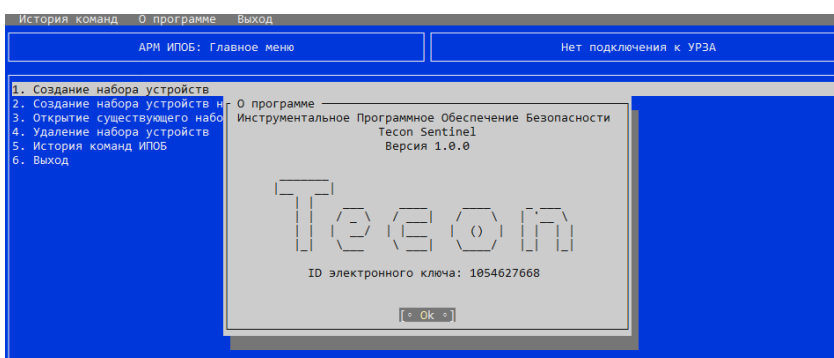 История команд О программе Выход
АРМ ИПОБ: Главное меню
Нет подключения к УРЗА
1. Создание набора устройств
2. Создание набора устройств н
3. Открытие существующего набо
4. Удаление набора устройств
5. История команд ИПОБ
6. Выход
О программе
Инструментальное Программное Обеспечение Безопасности
Tecon Sentinel
Версия 1.0.0
Tecon
ID электронного ключа: 1054627668
Ok